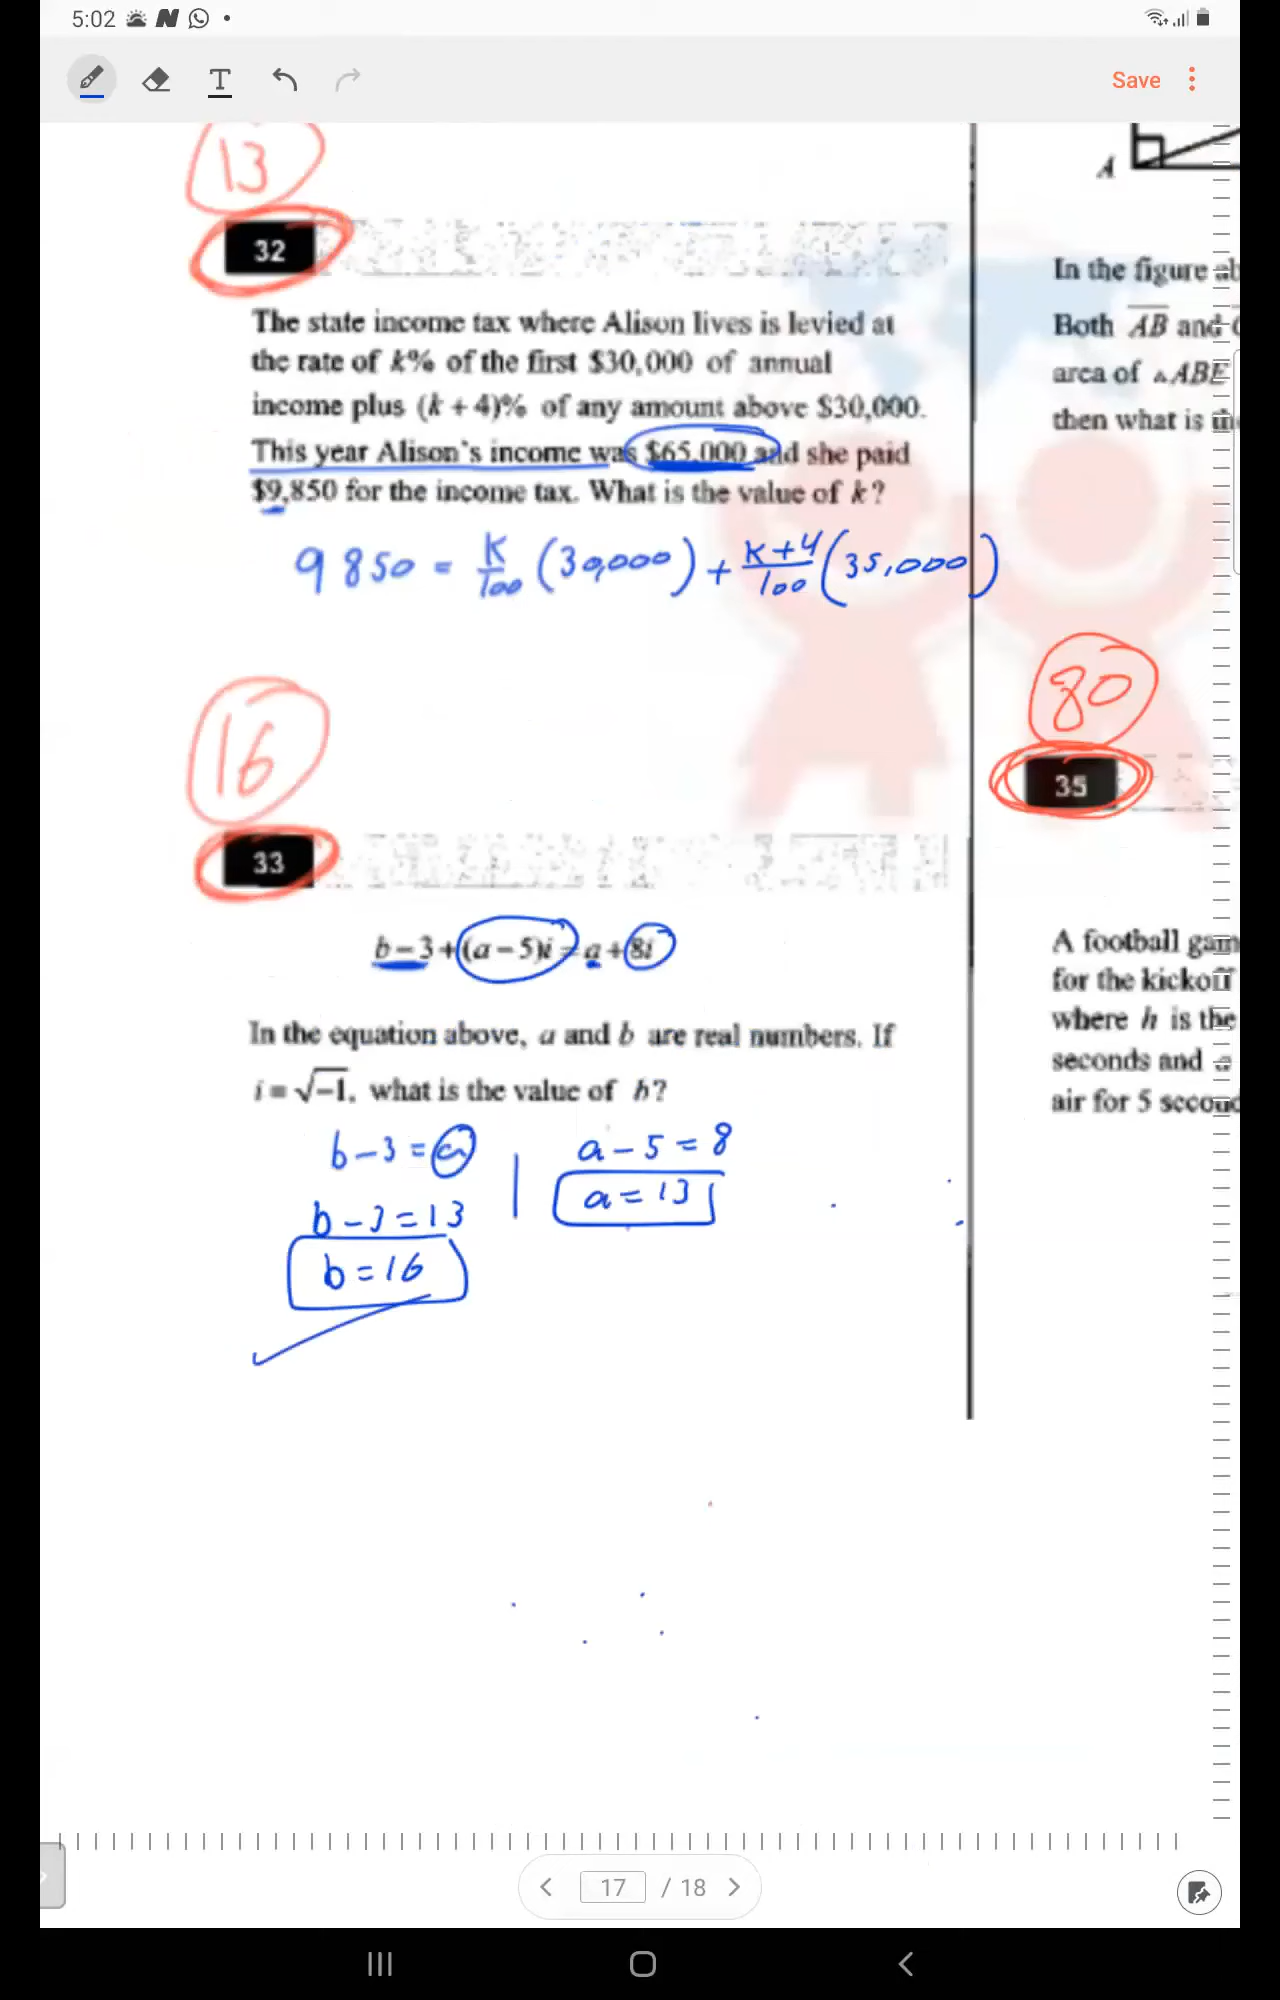 5:02
T
Save
13
32
The state income tax where Alison lives is levied at
the rate of k% of the first $30,000 of annual
income plus (k + 4)% of any amount above $30,000.
This year Alison's income was $65,000 and she paid
$9,850 for the income tax. What is the value of k?
9850 = k/100 (30,000) + k+4/100 (35,000)
16
33
b − 3 + (a − 5)i = a + 8i
In the equation above, a and b are real numbers. If
i = √−1, what is the value of b?
b − 3 = a
a − 5 = 8
b − 3 = 13
a = 13
b = 16
A
In the figure
Both AB and
area of △ABE
then what is
80
35
A football
for the kickoff
where h is the
seconds and
air for 5
17 / 18